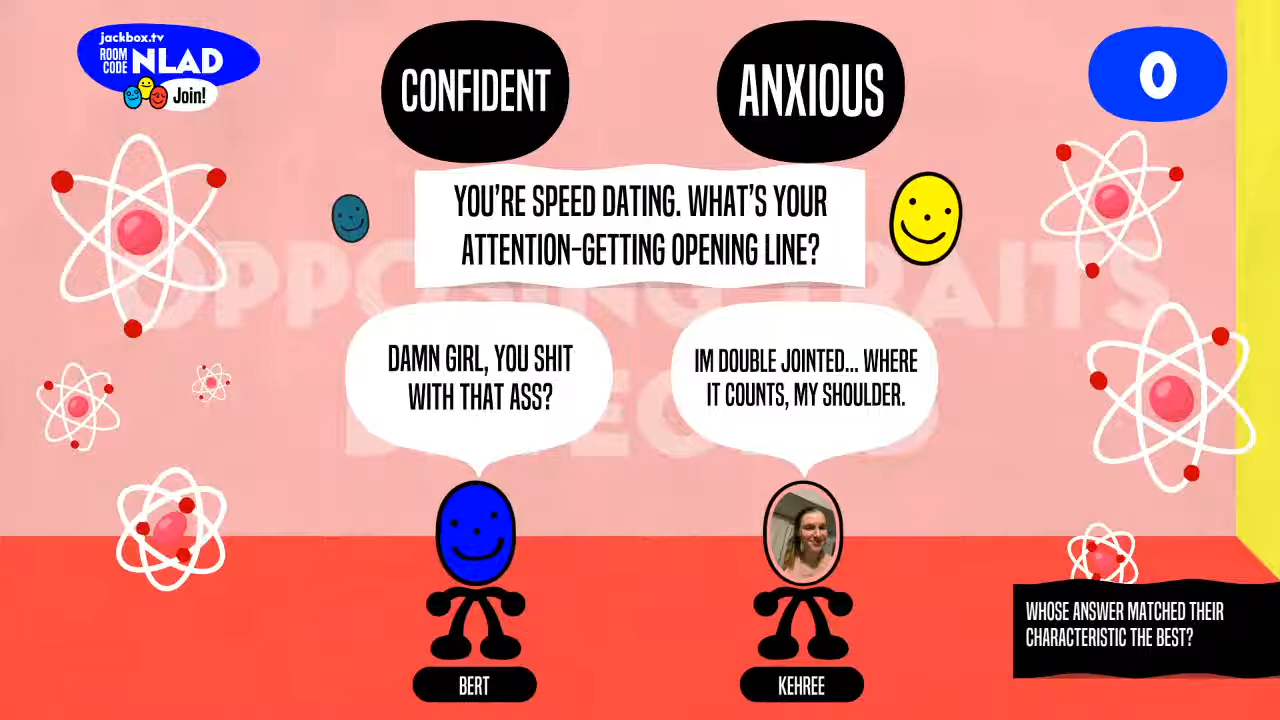 jackbox.tv
ROOM CODE NLAD
Join!
CONFIDENT
ANXIOUS
0
YOU'RE SPEED DATING. WHAT'S YOUR
ATTENTION-GETTING OPENING LINE?
OPPOSING TRAITS
DAMN GIRL, YOU SHIT
WITH THAT ASS?
IM DOUBLE JOINTED... WHERE
IT COUNTS, MY SHOULDER.
WHOSE ANSWER MATCHED THEIR
CHARACTERISTIC THE BEST?
BERT
KEHREE